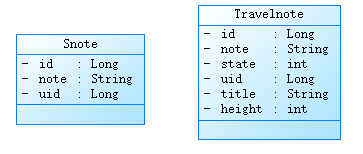 Snote
- id : Long
- note : String
- uid : Long
Travelnote
- id : Long
- note : String
- state : int
- uid : Long
- title : String
- height : int